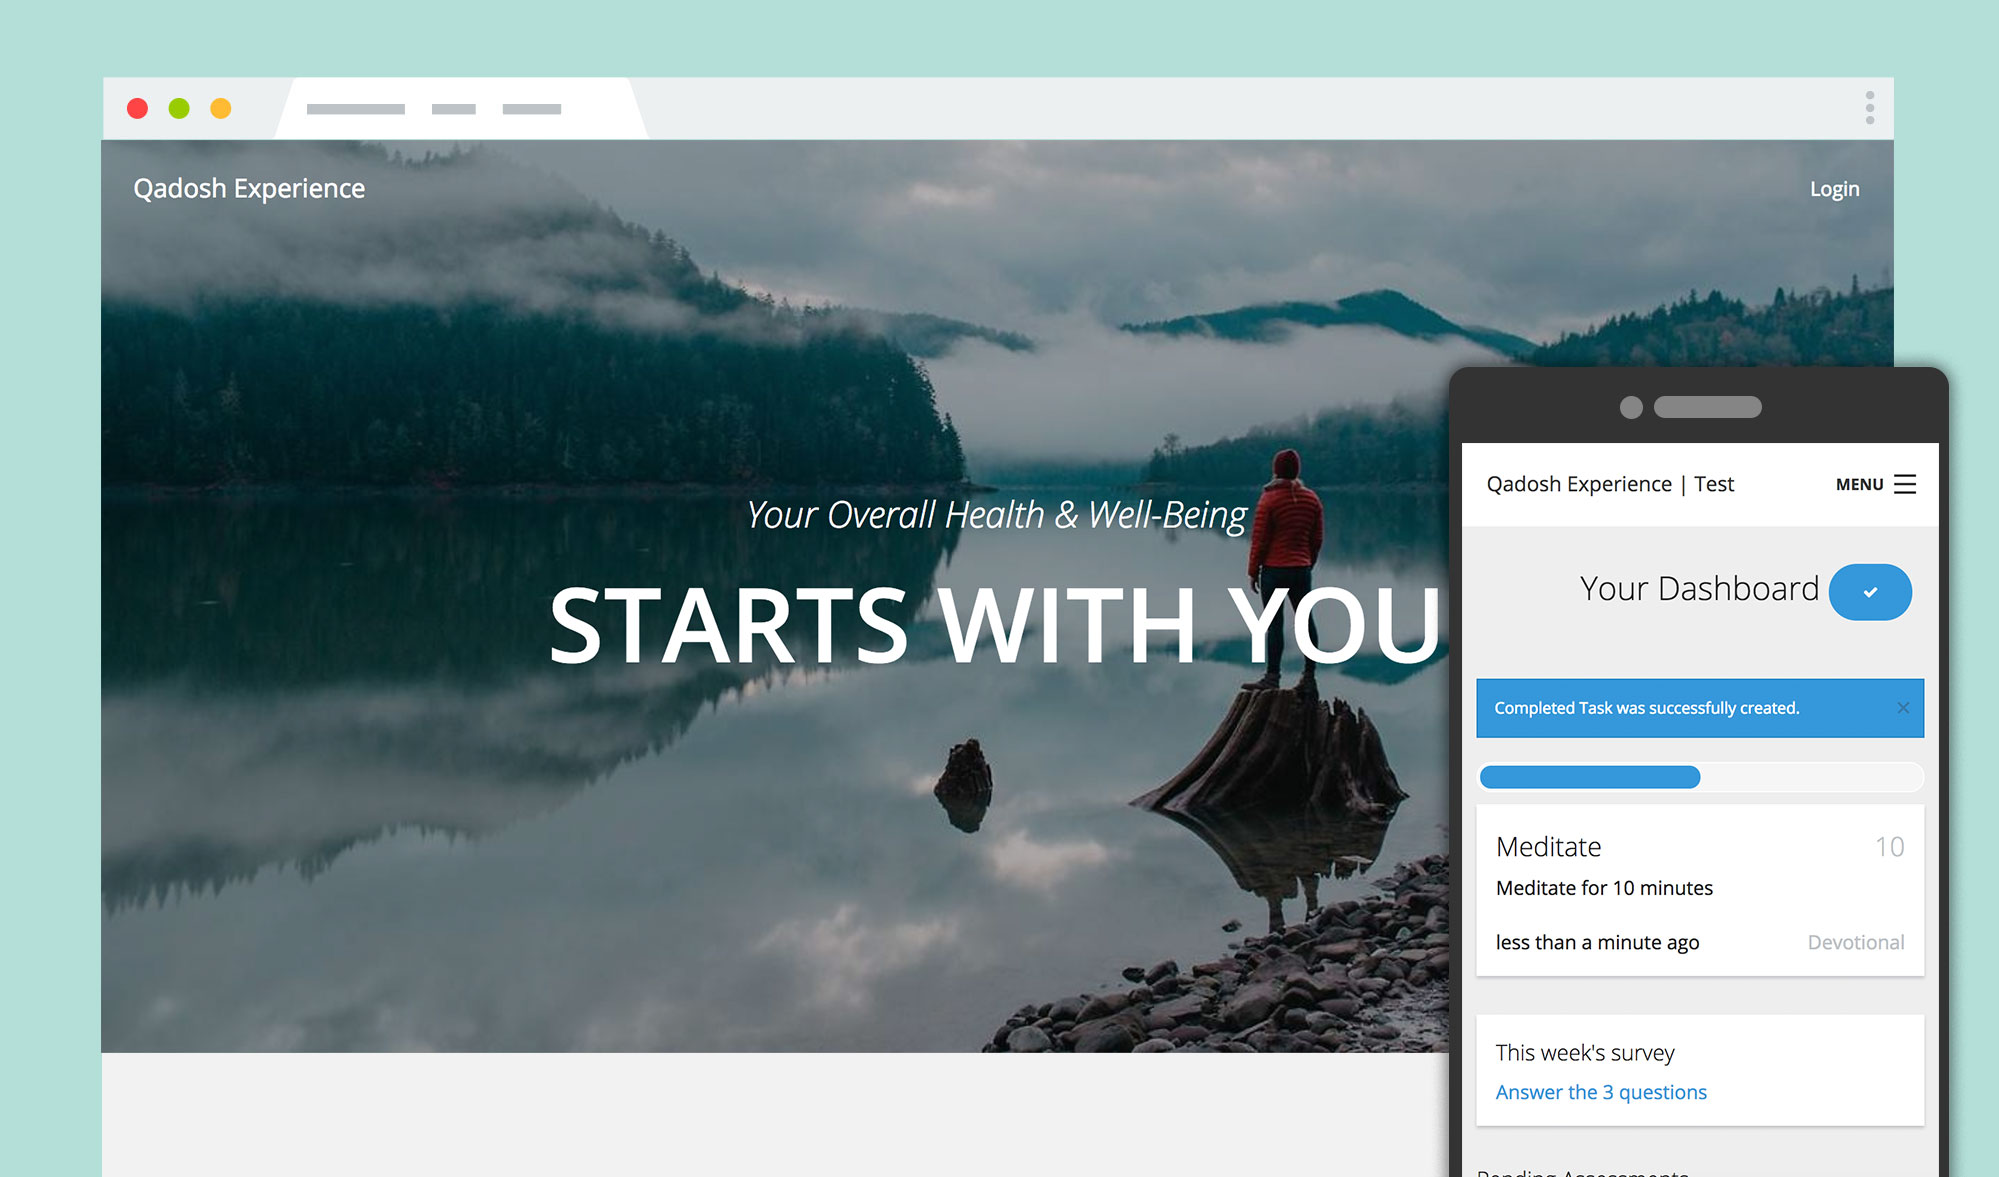 Qadosh Experience
Login
Your Overall Health & Well-Being
STARTS WITH YOU
Qadosh Experience | Test
MENU
Your Dashboard
Completed Task was successfully created.
Meditate
10
Meditate for 10 minutes
less than a minute ago
Devotional
This week's survey
Answer the 3 questions
Pending Assessments